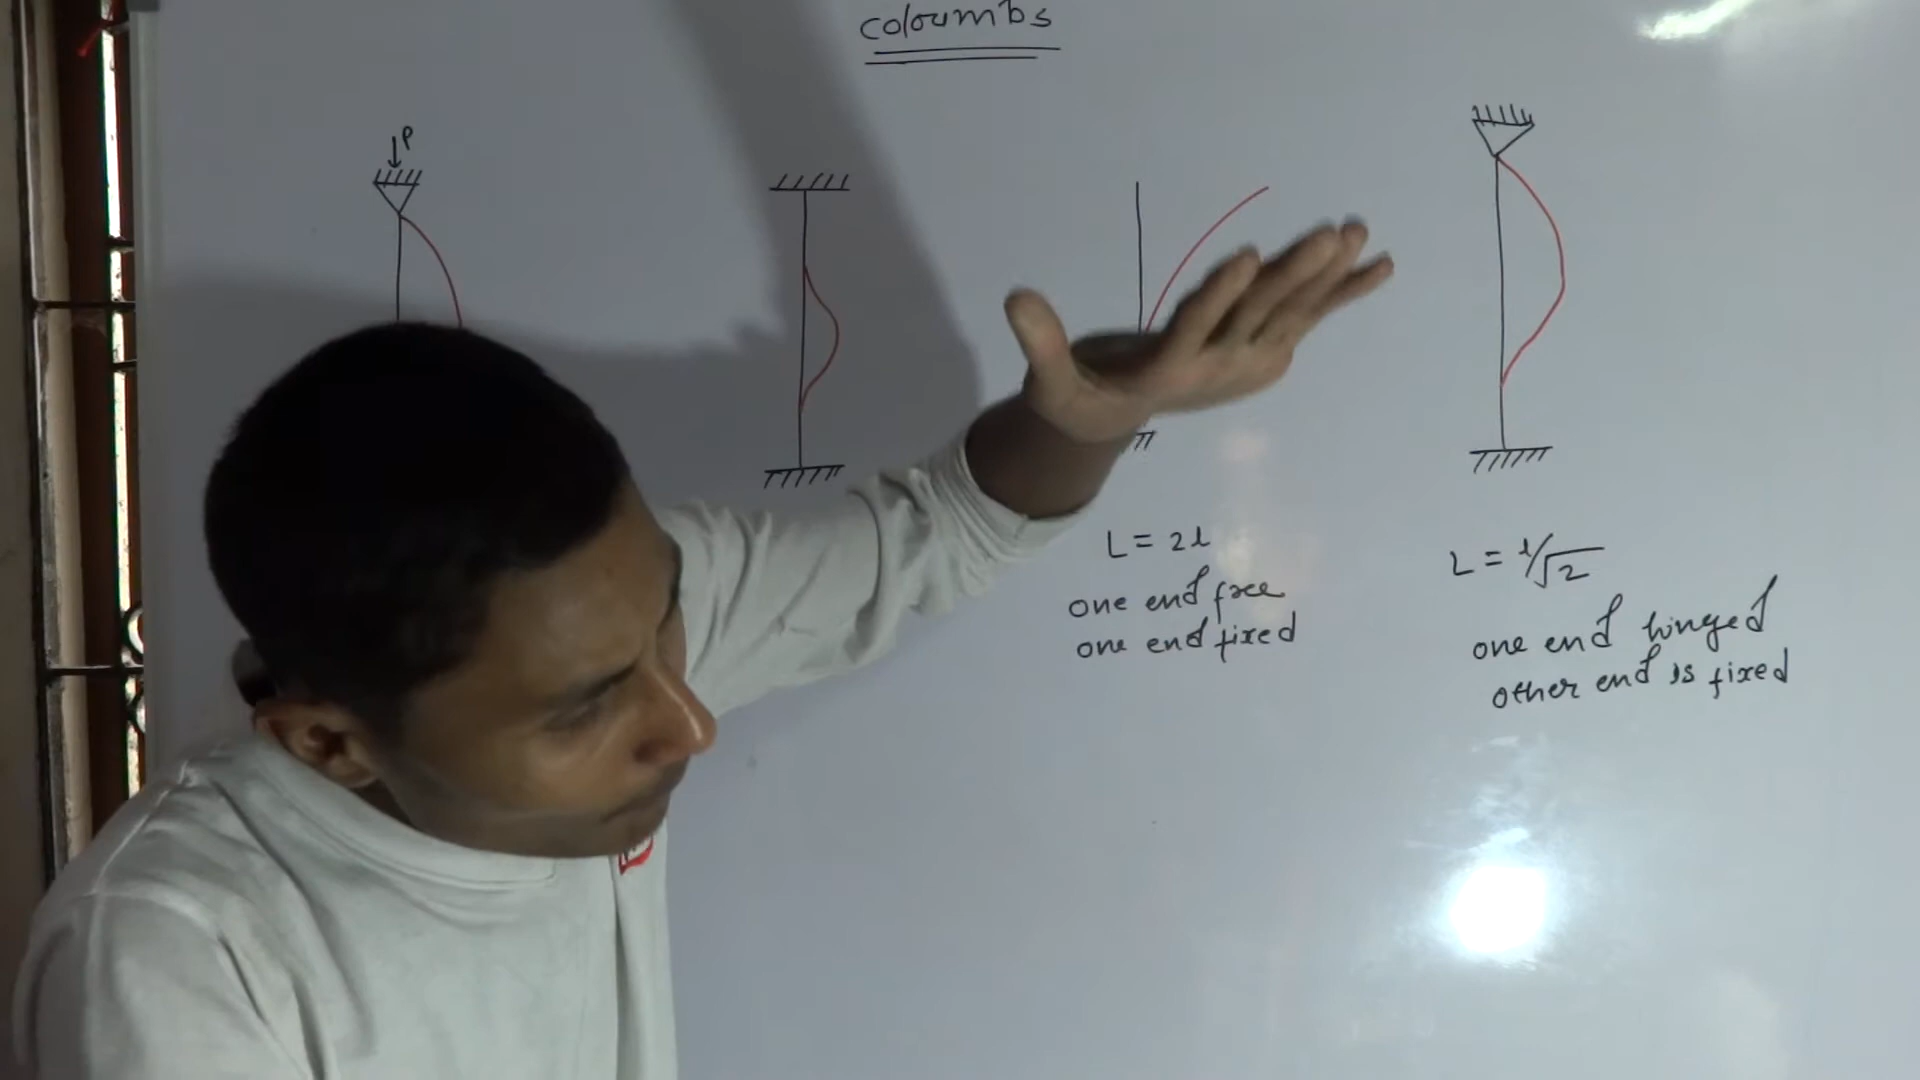 coloumbs
P
L = 2l
one end free
one end fixed
L = l/√2
one end hinged
other end is fixed